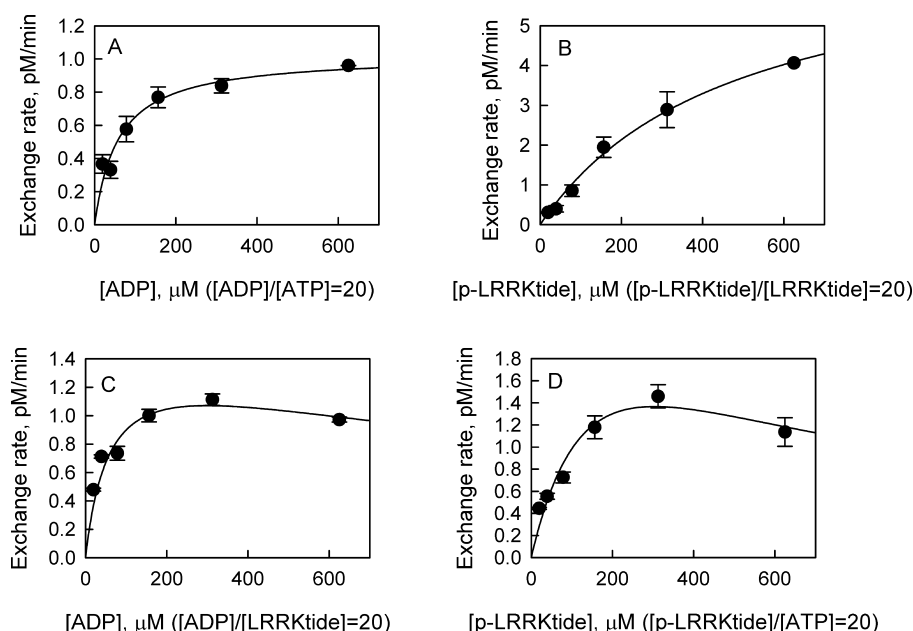 A
Exchange rate, pM/min
1.2
1.0
0.8
0.6
0.4
0.2
0.0
0 200 400 600
[ADP], μM ([ADP]/[ATP]=20)
B
Exchange rate, pM/min
5
4
3
2
1
0
0 200 400 600
[p-LRRKtide], μM ([p-LRRKtide]/[LRRKtide]=20)
C
Exchange rate, pM/min
1.4
1.2
1.0
0.8
0.6
0.4
0.2
0.0
0 200 400 600
[ADP], μM ([ADP]/[LRRKtide]=20)
D
Exchange rate, pM/min
1.8
1.6
1.4
1.2
1.0
0.8
0.6
0.4
0.2
0.0
0 200 400 600
[p-LRRKtide], μM ([p-LRRKtide]/[ATP]=20)